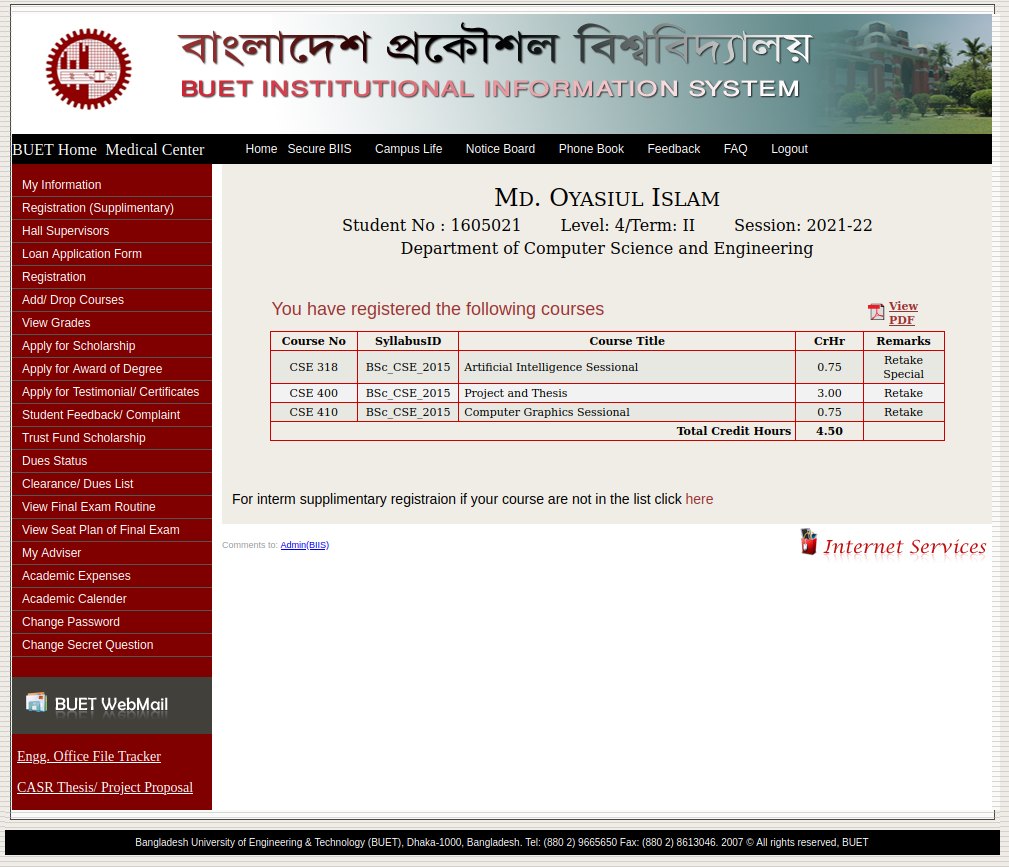 বাংলাদেশ প্রকৌশল বিশ্ববিদ্যালয়
BUET INSTITUTIONAL INFORMATION SYSTEM
BUET Home Medical Center Home Secure BIIS Campus Life Notice Board Phone Book Feedback FAQ Logout
My Information
Registration (Supplimentary)
Hall Supervisors
Loan Application Form
Registration
Add/ Drop Courses
View Grades
Apply for Scholarship
Apply for Award of Degree
Apply for Testimonial/ Certificates
Student Feedback/ Complaint
Trust Fund Scholarship
Dues Status
Clearance/ Dues List
View Final Exam Routine
View Seat Plan of Final Exam
My Adviser
Academic Expenses
Academic Calender
Change Password
Change Secret Question
BUET WebMail
Engg. Office File Tracker
CASR Thesis/ Project Proposal
MD. OYASIUL ISLAM
Student No : 1605021 Level: 4/Term: II Session: 2021-22
Department of Computer Science and Engineering
You have registered the following courses
View
PDF
Course No SyllabusID Course Title CrHr Remarks
CSE 318 BSc_CSE_2015 Artificial Intelligence Sessional 0.75 Retake
Special
CSE 400 BSc_CSE_2015 Project and Thesis 3.00 Retake
CSE 410 BSc_CSE_2015 Computer Graphics Sessional 0.75 Retake
Total Credit Hours 4.50
For interm supplimentary registraion if your course are not in the list click here
Comments to: Admin(BIIS)
Internet Services
Bangladesh University of Engineering & Technology (BUET), Dhaka-1000, Bangladesh. Tel: (880 2) 9665650 Fax: (880 2) 8613046. 2007 © All rights reserved, BUET